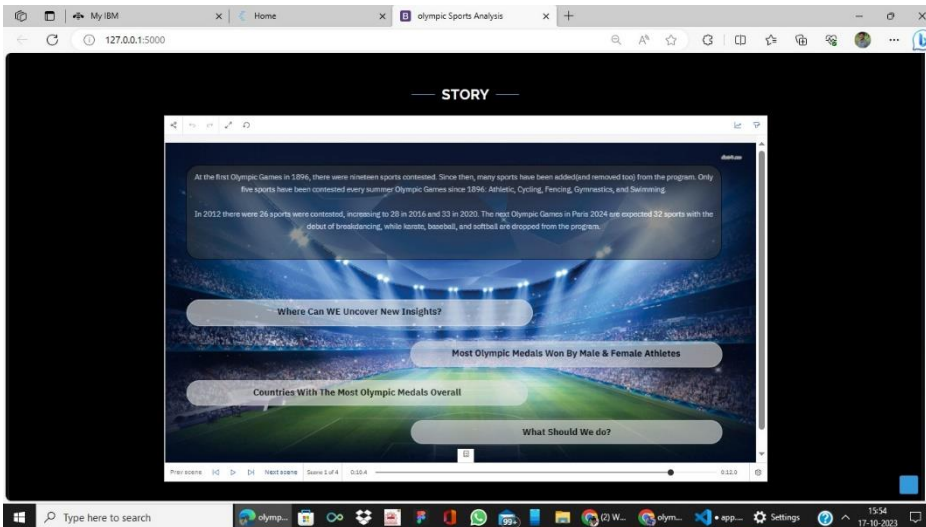 My IBM
Home
olympic Sports Analysis
127.0.0.1:5000
STORY
At the first Olympic Games in 1896, there were nineteen sports contested. Since then, many sports have been added(and removed too) from the program. Only
five sports have been contested every summer Olympic Games since 1896: Athletic, Cycling, Fencing, Gymnastics, and Swimming.
In 2012 there were 26 sports were contested, increasing to 28 in 2016 and 33 in 2020. The next Olympic Games in Paris 2024 are expected 32 sports with the
debut of breakdancing, while karate, baseball, and softball are dropped from the program.
Where Can WE Uncover New Insights?
Most Olympic Medals Won By Male & Female Athletes
Countries With The Most Olympic Medals Overall
What Should We do?
Prev scene Next scene Scene 1 of 4 0:10.4 0:12.0
Type here to search
olymp... 99+ (2) W... olym... app.... Settings
15:54
17-10-2023